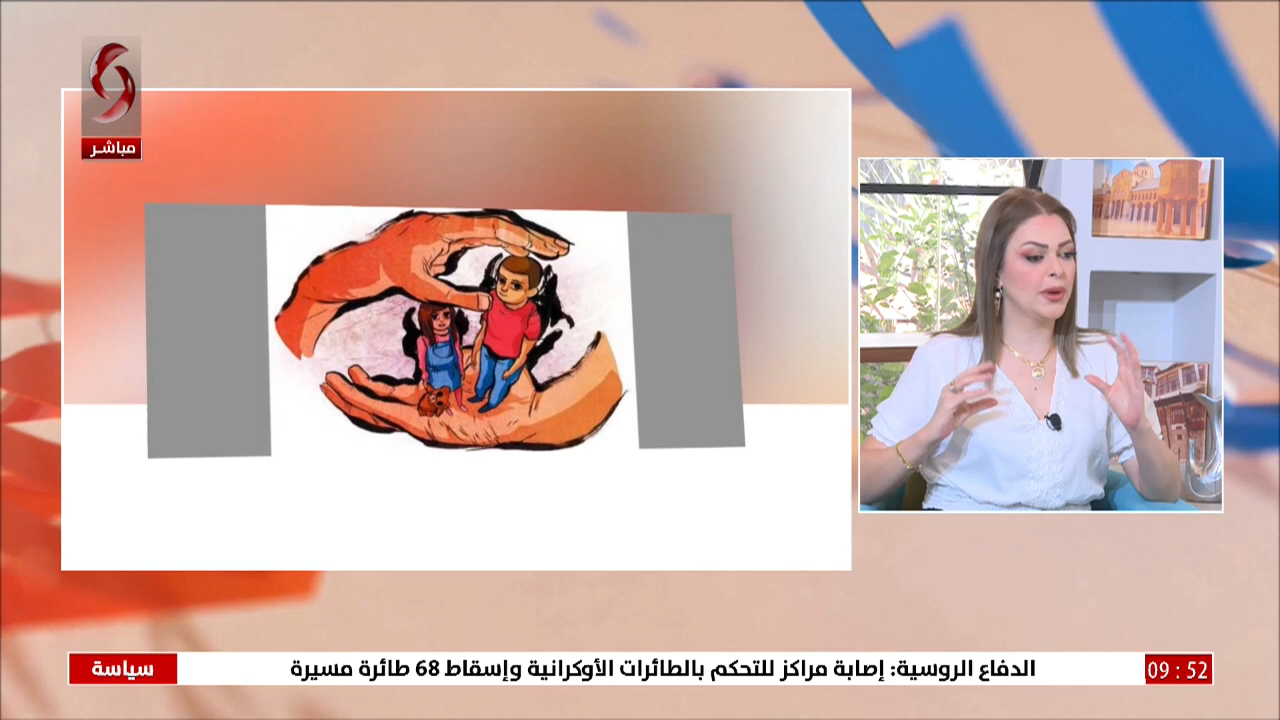 مباشر
09 : 52
الدفاع الروسية: إصابة مراكز للتحكم بالطائرات الأوكرانية وإسقاط 68 طائرة مسيرة
سياسة